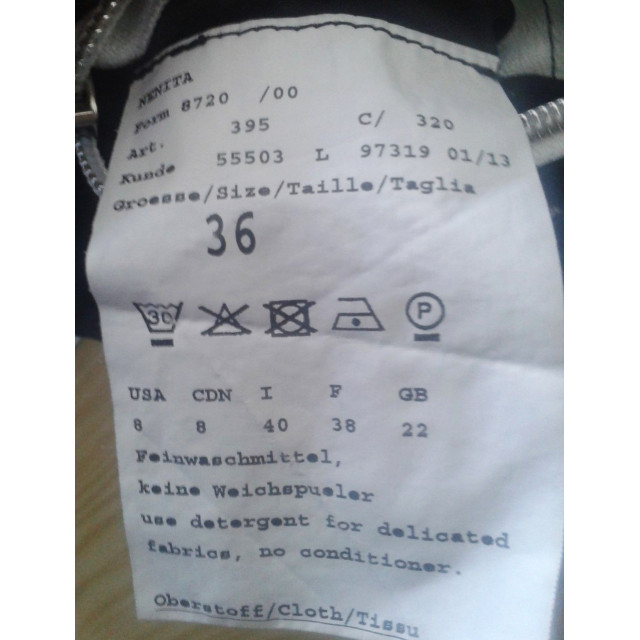 NENITA
Form 8720 /00
Art. 395 C/ 320
Kunde 55503 L 97319 01/13
Groesse/Size/Taille/Taglia
36
30 P
USA CDN I F GB
8 8 40 38 22
Feinwaschmittel,
keine Weichspueler
use detergent for delicated
fabrics, no conditioner.
Oberstoff/Cloth/Tissu